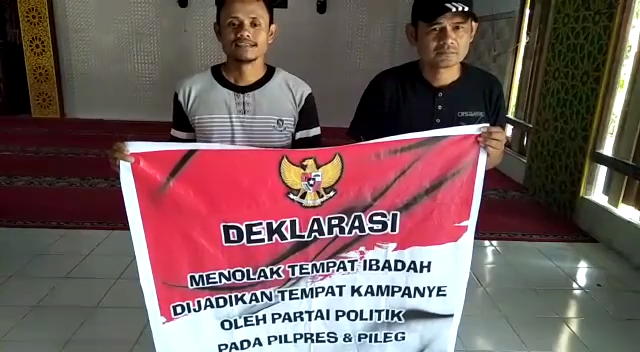 DEKLARASI
MENOLAK TEMPAT IBADAH
DIJADIKAN TEMPAT KAMPANYE
OLEH PARTAI POLITIK
PADA PILPRES & PILEG